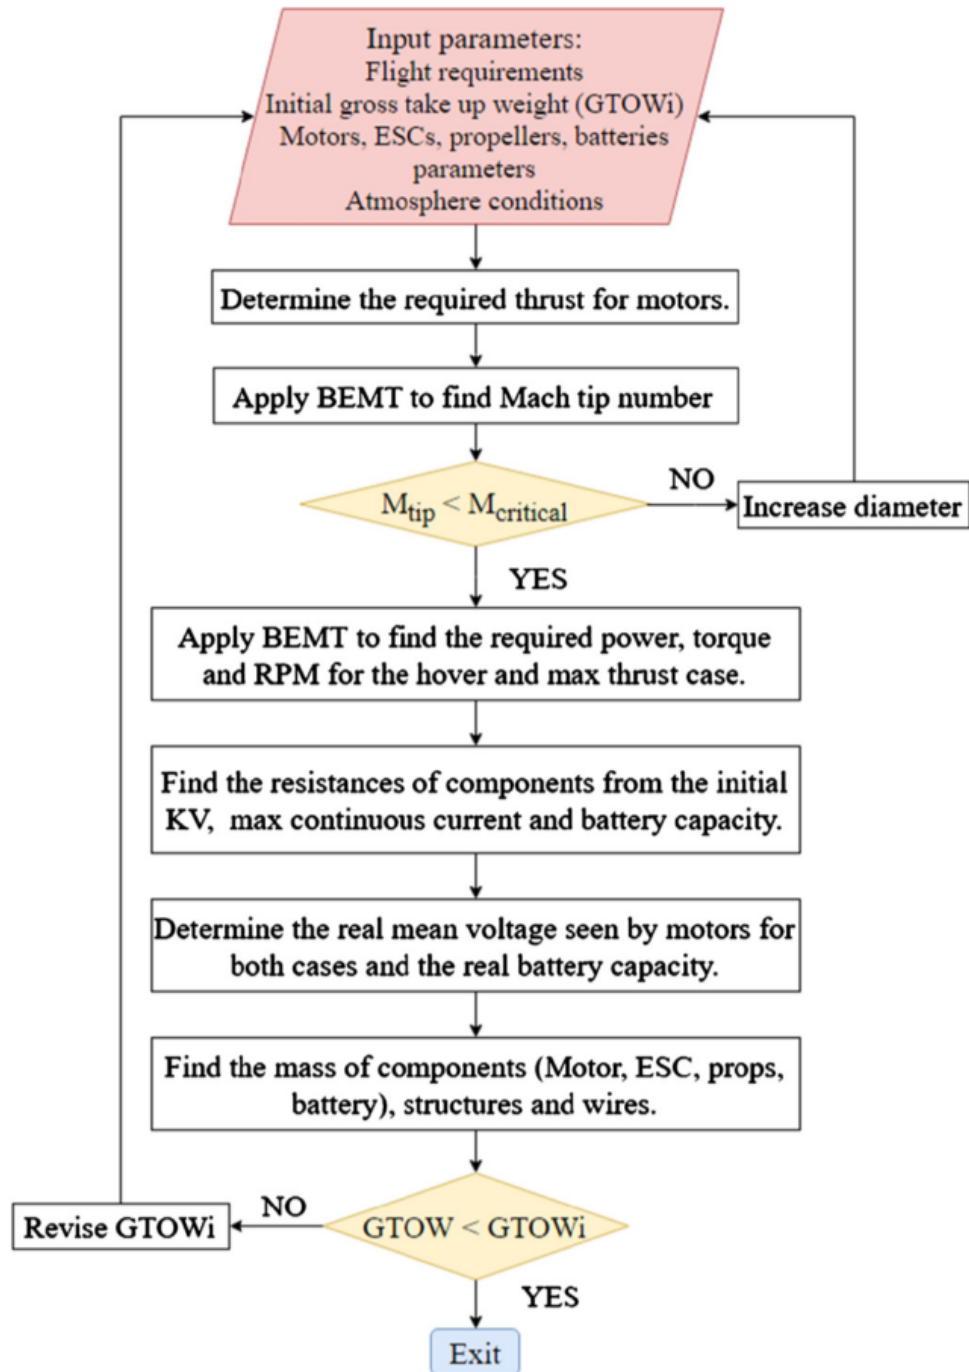 Input parameters:
Flight requirements
Initial gross take up weight (GTOWi)
Motors, ESCs, propellers, batteries
parameters
Atmosphere conditions
Determine the required thrust for motors.
Apply BEMT to find Mach tip number
M_tip < M_critical
NO
Increase diameter
YES
Apply BEMT to find the required power, torque
and RPM for the hover and max thrust case.
Find the resistances of components from the initial
KV, max continuous current and battery capacity.
Determine the real mean voltage seen by motors for
both cases and the real battery capacity.
Find the mass of components (Motor, ESC, props,
battery), structures and wires.
GTOW < GTOWi
NO
Revise GTOWi
YES
Exit